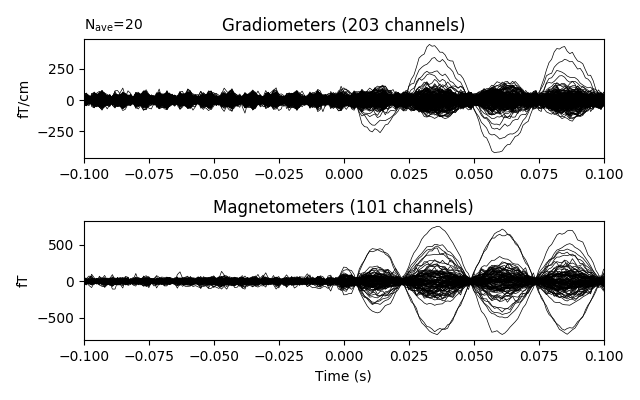 N_ave=20
Gradiometers (203 channels)
fT/cm
250
0
−250
−0.100 −0.075 −0.050 −0.025 0.000 0.025 0.050 0.075 0.100
Magnetometers (101 channels)
fT
500
0
−500
−0.100 −0.075 −0.050 −0.025 0.000 0.025 0.050 0.075 0.100
Time (s)